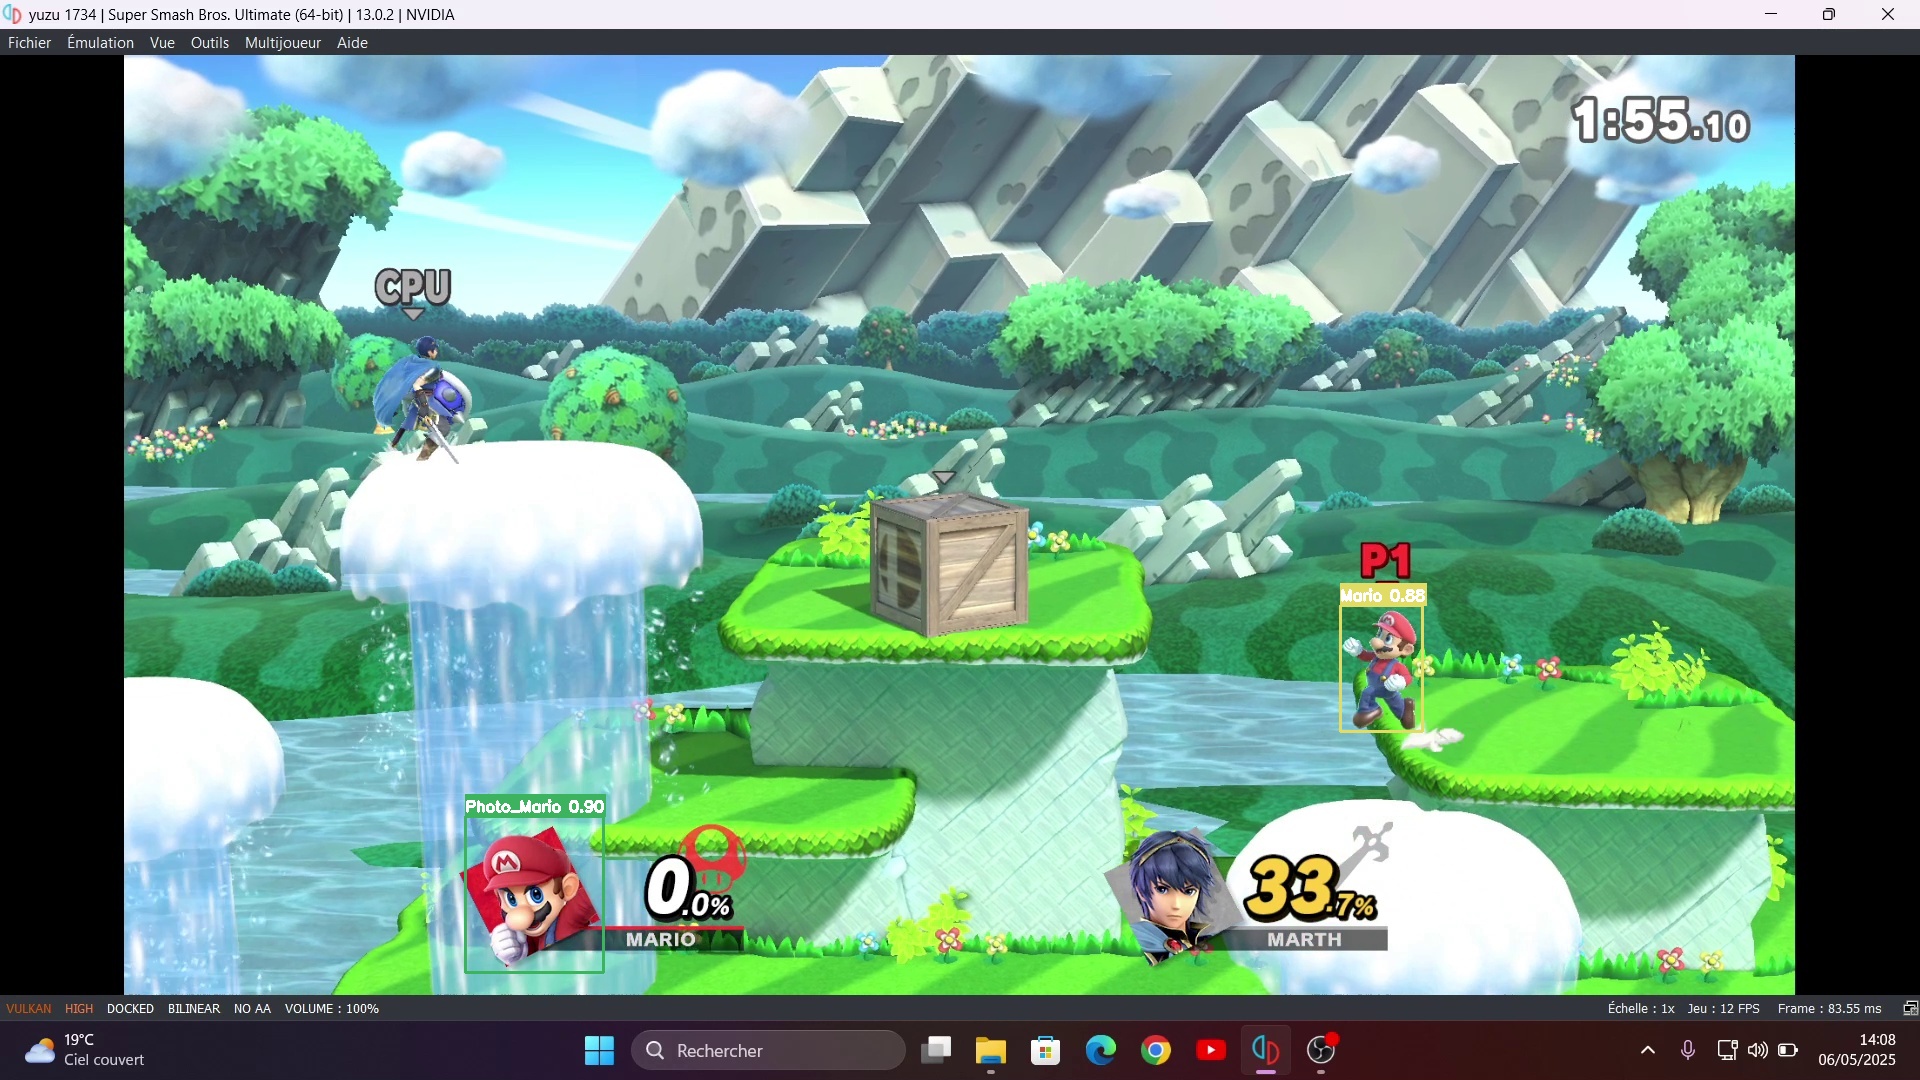 yuzu 1734 | Super Smash Bros. Ultimate (64-bit) | 13.0.2 | NVIDIA
Fichier Émulation Vue Outils Multijoueur Aide
1:55.10
CPU
P1
Mario 0.88
Photo_Mario 0.90
0.0%
MARIO
33.7%
MARTH
VULKAN HIGH DOCKED BILINEAR NO AA VOLUME : 100% Échelle : 1x Jeu : 12 FPS Frame : 83.55 ms
19°C
Ciel couvert
Rechercher
14:08
06/05/2025